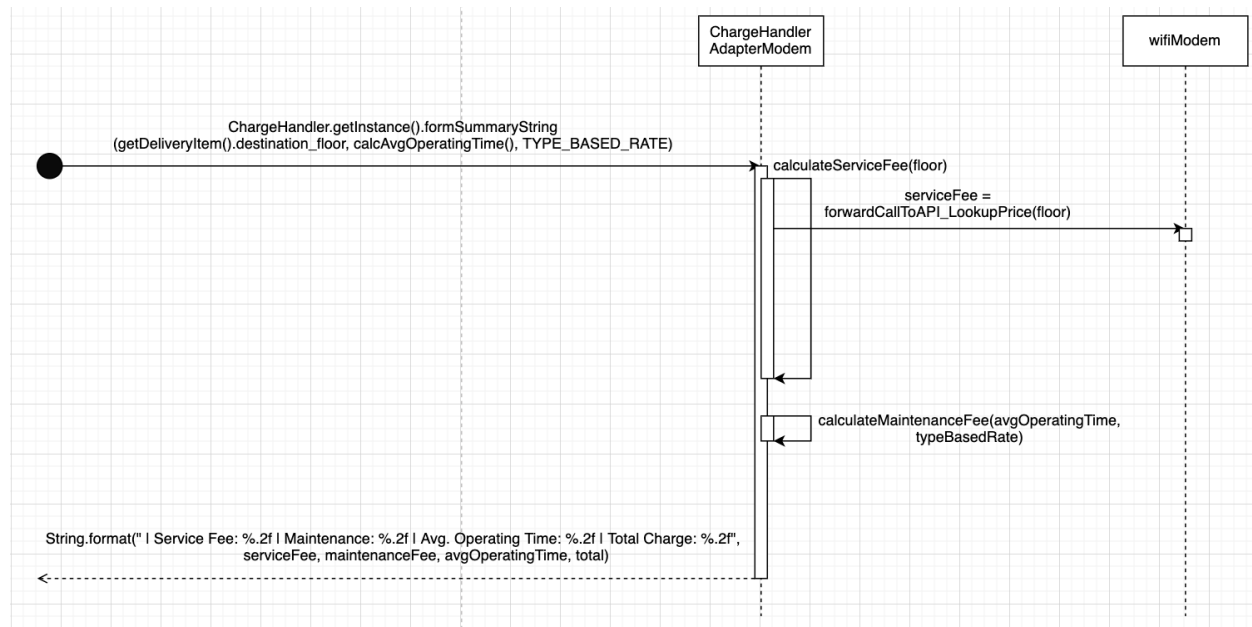 ChargeHandler
AdapterModem
wifiModem
ChargeHandler.getInstance().formSummaryString
(getDeliveryItem().destination_floor, calcAvgOperatingTime(), TYPE_BASED_RATE)
calculateServiceFee(floor)
serviceFee =
forwardCallToAPI_LookupPrice(floor)
calculateMaintenanceFee(avgOperatingTime,
typeBasedRate)
String.format(" | Service Fee: %.2f | Maintenance: %.2f | Avg. Operating Time: %.2f | Total Charge: %.2f",
serviceFee, maintenanceFee, avgOperatingTime, total)